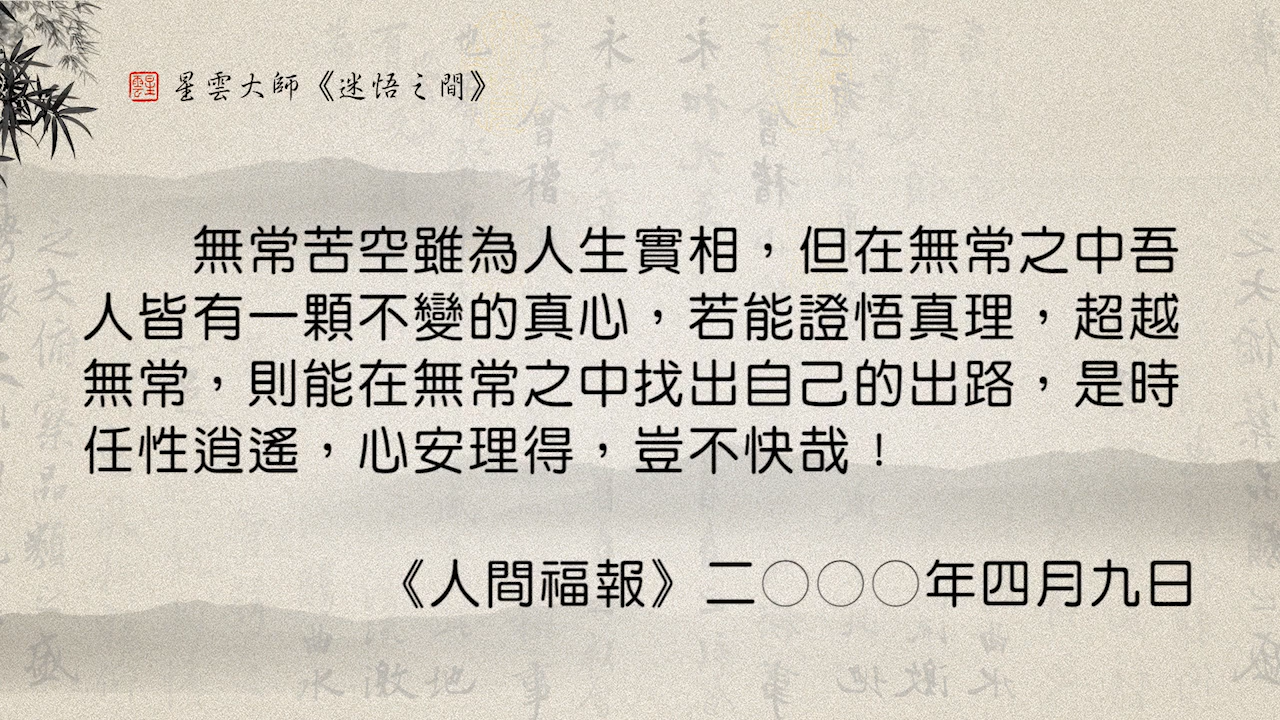 星雲
星雲大師《迷悟之間》
無常苦空雖為人生實相，但在無常之中吾
人皆有一顆不變的真心，若能證悟真理，超越
無常，則能在無常之中找出自己的出路，是時
任性逍遙，心安理得，豈不快哉！
《人間福報》二○○○年四月九日